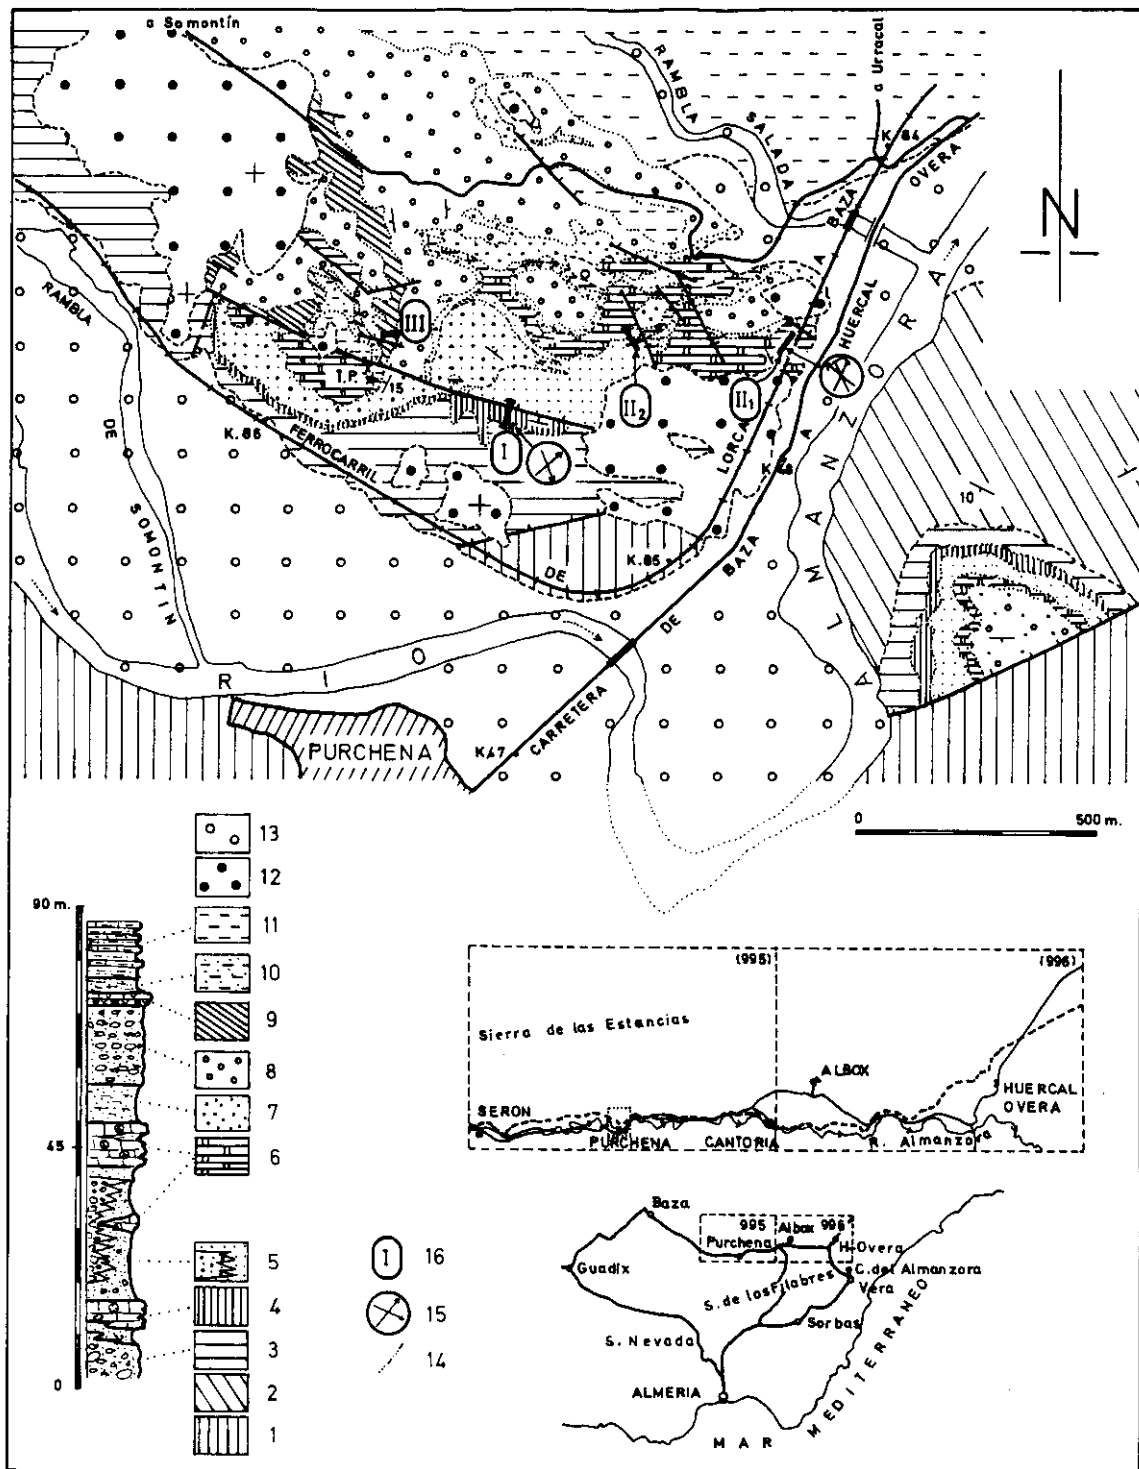 a Somontín
RAMBLA
SALADA
a Urracal
K.84
BAZA
OVERA
N
RAMBLA
DE
SOMONTIN
III
T.P.
15
K.86
FERROCARRIL
I
II2
II1
LORCA
A
HUERCAL
A
DE
K.85
BAZA
DE
CARRETERA
K.47
RIO
ALMANZORA
10
PURCHENA
0 500 m.
13
12
11
10
9
8
7
6
5
4
3
2
1
90 m.
45
0
I 16
15
14
(995)
(996)
Sierra de las Estancias
ALBOX
SERON
PURCHENA
CANTORIA
R. Almanzora
HUERCAL
OVERA
Baza
995
Albox
996
Purchena
H-Overa
Guadix
C. del Almanzora
Vera
S. de los Filabres
Sorbas
S. Nevada
ALMERIA
MAR MEDITERRANEO